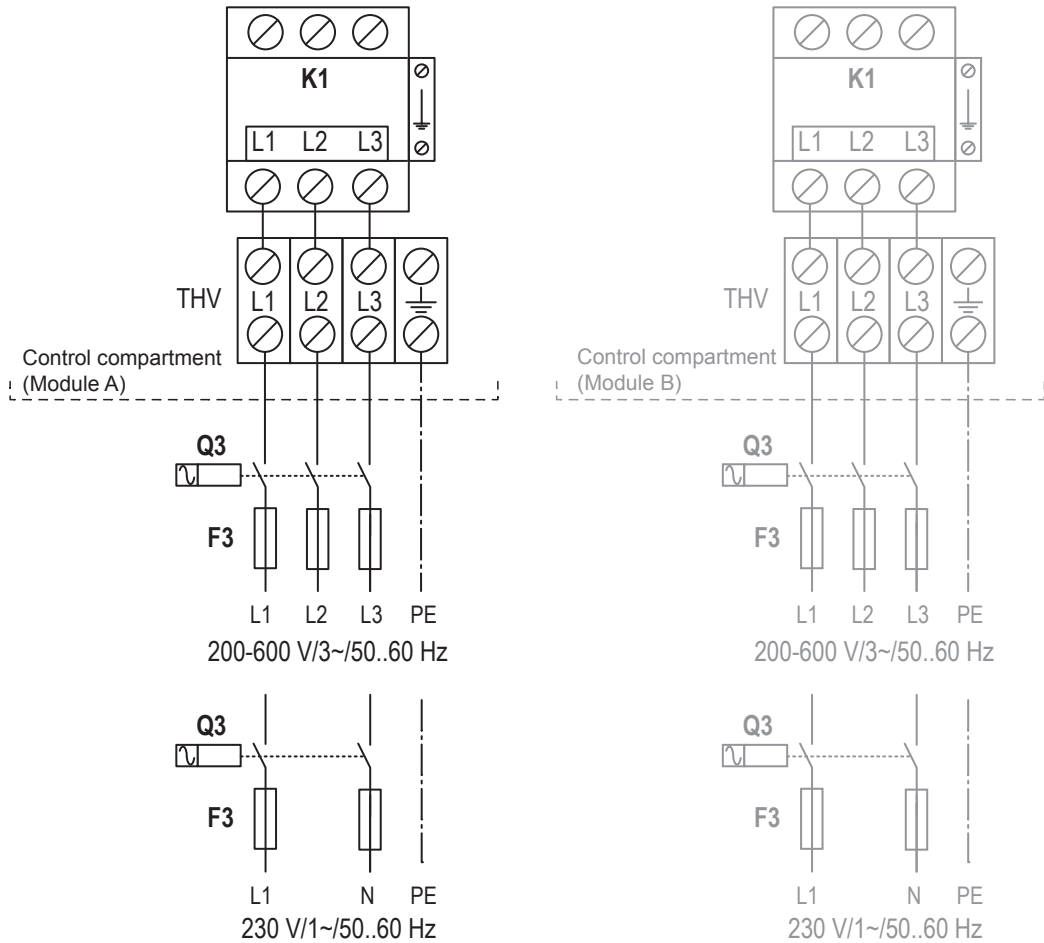 K1
L1 L2 L3
THV
L1 L2 L3
Control compartment
(Module A)
Q3
F3
L1 L2 L3 PE
200-600 V/3~/50..60 Hz
Q3
F3
L1 N PE
230 V/1~/50..60 Hz
K1
L1 L2 L3
THV
L1 L2 L3
Control compartment
(Module B)
Q3
F3
L1 L2 L3 PE
200-600 V/3~/50..60 Hz
Q3
F3
L1 N PE
230 V/1~/50..60 Hz